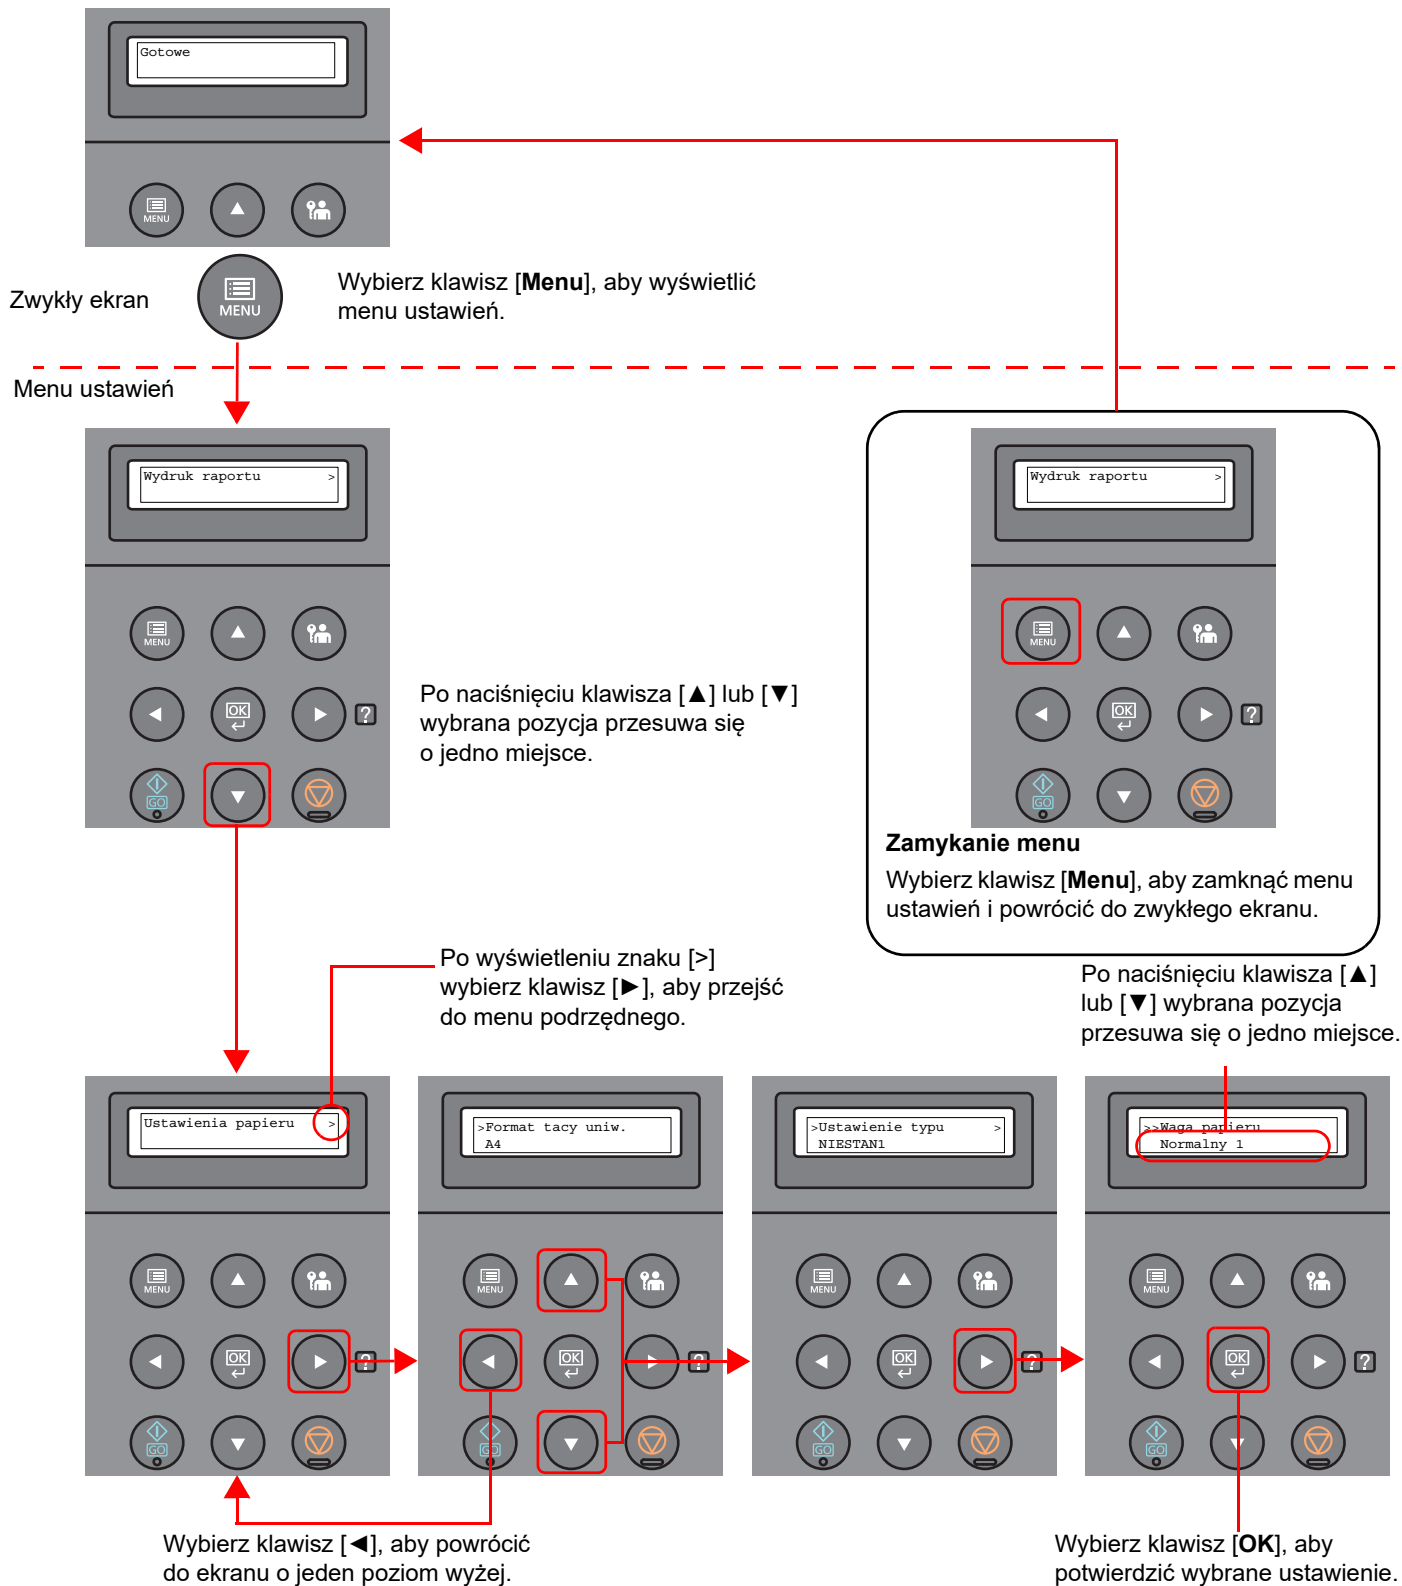 Gotowe
MENU
Zwykły ekran
MENU
Wybierz klawisz [Menu], aby wyświetlić
menu ustawień.
Menu ustawień
Wydruk raportu >
MENU
OK
?
GO
Po naciśnięciu klawisza [▲] lub [▼]
wybrana pozycja przesuwa się
o jedno miejsce.
Wydruk raportu >
MENU
OK
?
GO
Zamykanie menu
Wybierz klawisz [Menu], aby zamknąć menu
ustawień i powrócić do zwykłego ekranu.
Po wyświetleniu znaku [>]
wybierz klawisz [►], aby przejść
do menu podrzędnego.
Po naciśnięciu klawisza [▲]
lub [▼] wybrana pozycja
przesuwa się o jedno miejsce.
Ustawienia papieru >
MENU
OK
?
GO
>Format tacy uniw.
A4
MENU
OK
?
GO
>Ustawienie typu >
NIESTAN1
MENU
OK
?
GO
>>Waga papieru
Normalny 1
MENU
OK
?
GO
Wybierz klawisz [◄], aby powrócić
do ekranu o jeden poziom wyżej.
Wybierz klawisz [OK], aby
potwierdzić wybrane ustawienie.